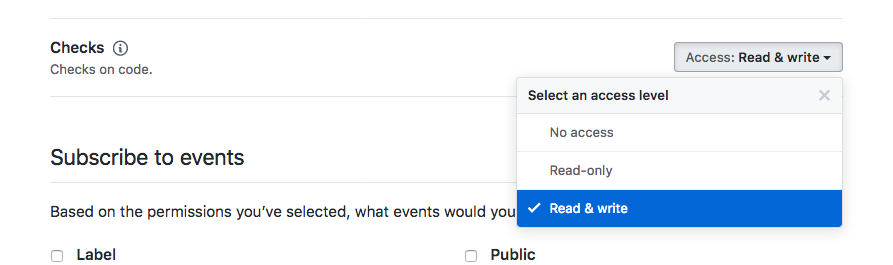 Checks
Access: Read & write
Checks on code.
Select an access level
No access
Read-only
Read & write
Subscribe to events
Based on the permissions you've selected, what events would you
Label
Public